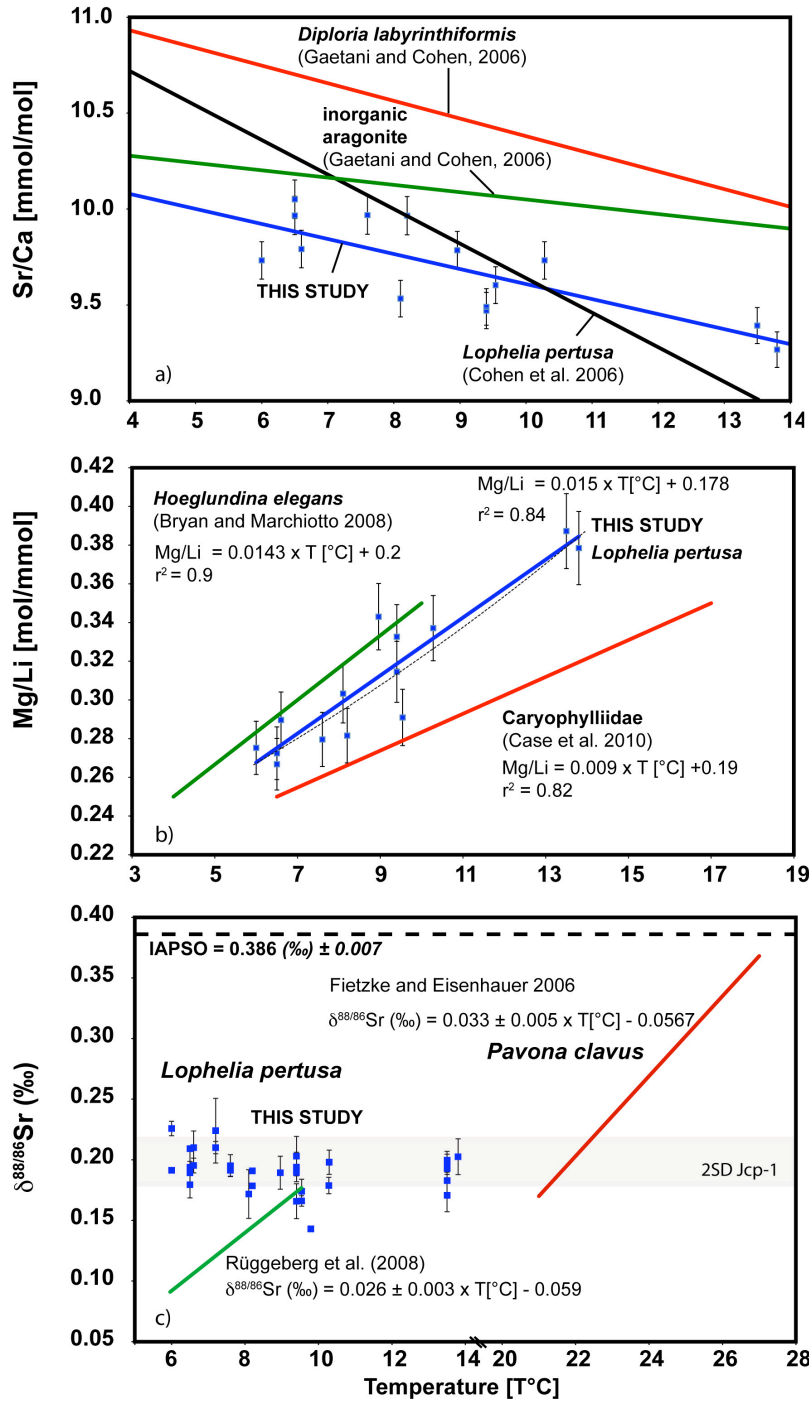 11.0
10.5
10.0
9.5
9.0
Sr/Ca [mmol/mol]
Diploria labyrinthiformis
(Gaetani and Cohen, 2006)
inorganic
aragonite
(Gaetani and Cohen, 2006)
THIS STUDY
Lophelia pertusa
(Cohen et al. 2006)
a)
4 5 6 7 8 9 10 11 12 13 14
0.42
0.40
0.38
0.36
0.34
0.32
0.30
0.28
0.26
0.24
0.22
Mg/Li [mol/mmol]
Hoeglundina elegans
(Bryan and Marchiotto 2008)
Mg/Li = 0.0143 x T [°C] + 0.2
r² = 0.9
Mg/Li = 0.015 x T[°C] + 0.178
r² = 0.84
THIS STUDY
Lophelia pertusa
Caryophylliidae
(Case et al. 2010)
Mg/Li = 0.009 x T [°C] +0.19
r² = 0.82
b)
3 5 7 9 11 13 15 17 19
0.40
0.35
0.30
0.25
0.20
0.15
0.10
0.05
δ88/86Sr (‰)
IAPSO = 0.386 (‰) ± 0.007
Fietzke and Eisenhauer 2006
δ88/86Sr (‰) = 0.033 ± 0.005 x T[°C] - 0.0567
Pavona clavus
Lophelia pertusa
THIS STUDY
2SD Jcp-1
Rüggeberg et al. (2008)
δ88/86Sr (‰) = 0.026 ± 0.003 x T[°C] - 0.059
c)
6 8 10 12 14 20 22 24 26 28
Temperature [T°C]